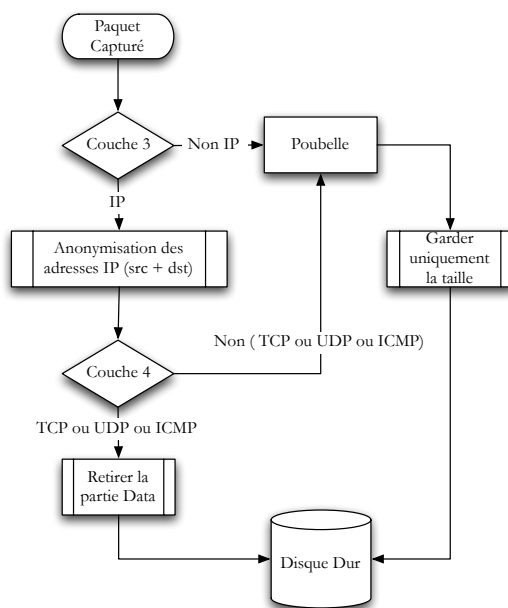 Paquet
Capturé
Couche 3
Non IP
Poubelle
IP
Anonymisation des
adresses IP (src + dst)
Garder
uniquement
la taille
Non ( TCP ou UDP ou ICMP)
Couche 4
TCP ou UDP ou ICMP
Retirer la
partie Data
Disque Dur